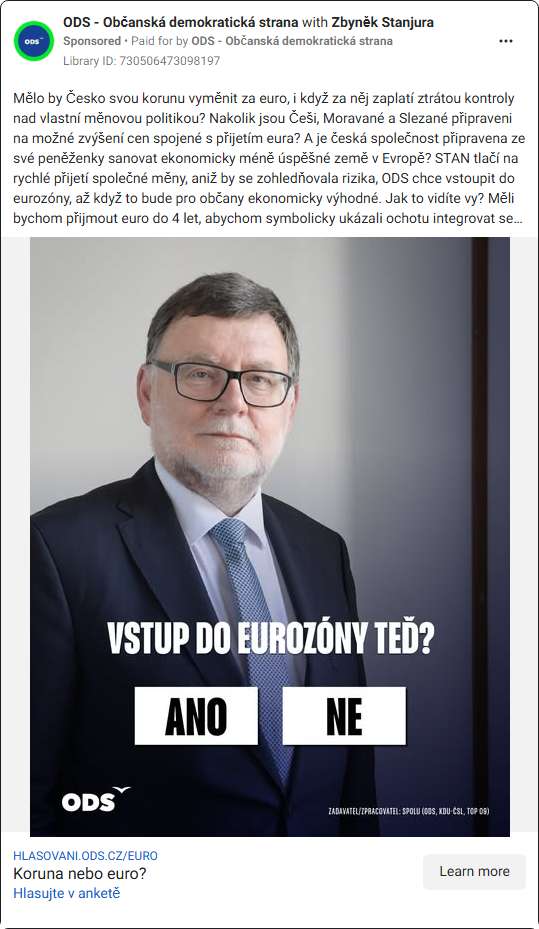 ODS - Občanská demokratická strana with Zbyněk Stanjura
Sponsored • Paid for by ODS - Občanská demokratická strana
Library ID: 730506473098197
Mělo by Česko svou korunu vyměnit za euro, i když za něj zaplatí ztrátou kontroly
nad vlastní měnovou politikou? Nakolik jsou Češi, Moravané a Slezané připraveni
na možné zvýšení cen spojené s přijetím eura? A je česká společnost připravena ze
své peněženky sanovat ekonomicky méně úspěšné země v Evropě? STAN tlačí na
rychlé přijetí společné měny, aniž by se zohledňovala rizika, ODS chce vstoupit do
eurozóny, až když to bude pro občany ekonomicky výhodné. Jak to vidíte vy? Měli
bychom přijmout euro do 4 let, abychom symbolicky ukázali ochotu integrovat se...
VSTUP DO EUROZÓNY TEĎ?
ANO NE
ODS
ZADAVATEL/ZPRACOVATEL: SPOLU (ODS, KDU-ČSL, TOP 09)
HLASOVANI.ODS.CZ/EURO
Koruna nebo euro?
Hlasujte v anketě
Learn more